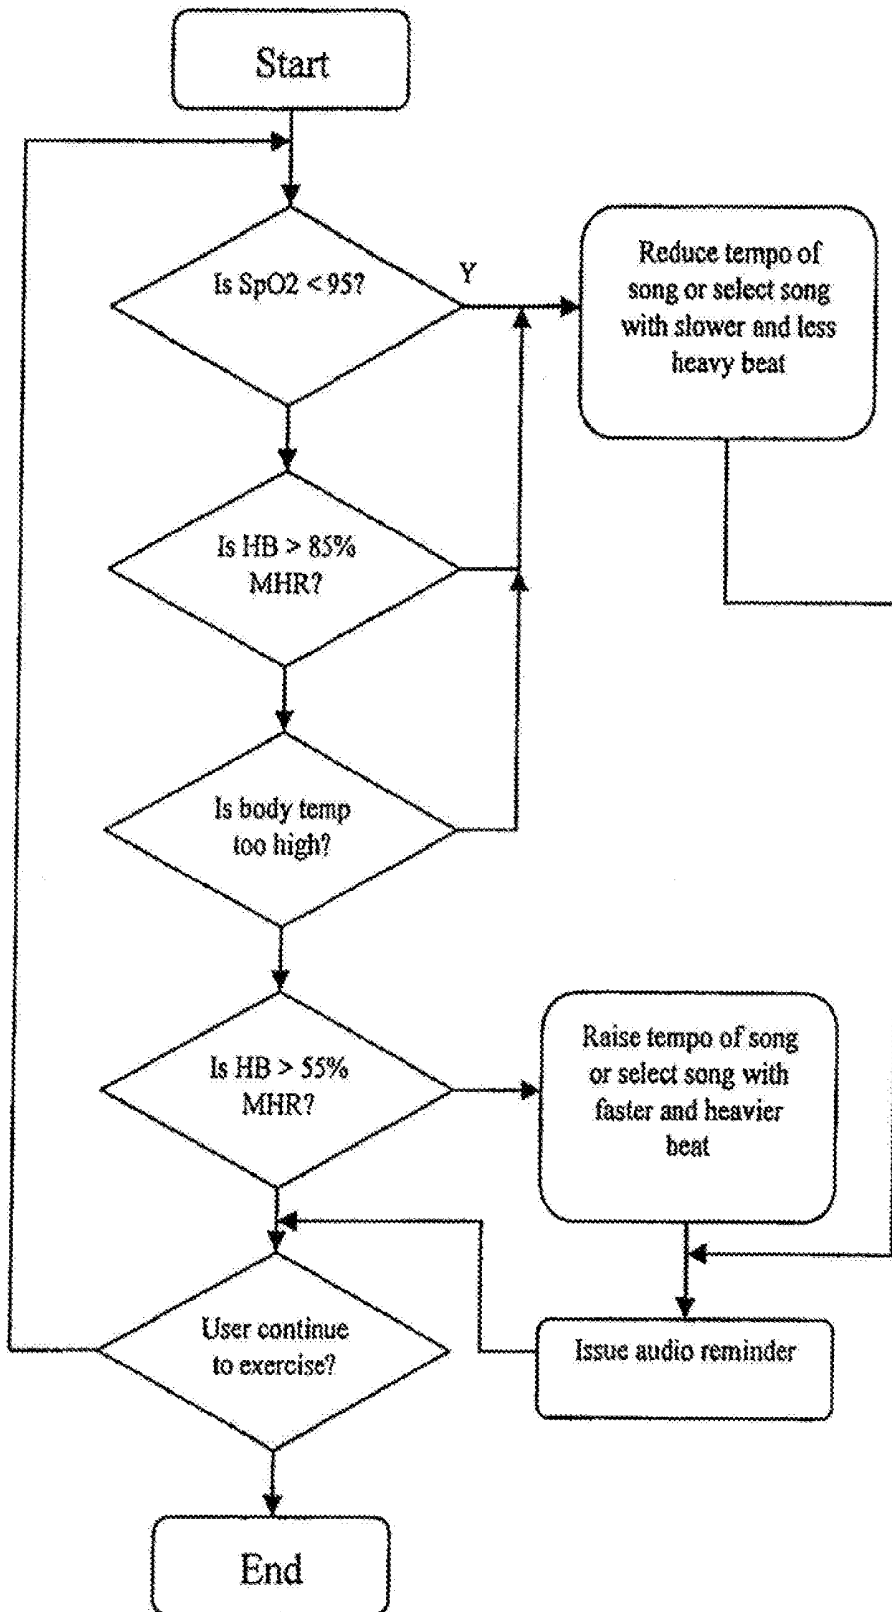 Start
Is SpO2 < 95?
Y
Reduce tempo of
song or select song
with slower and less
heavy beat
Is HB > 85%
MHR?
Is body temp
too high?
Is HB > 55%
MHR?
Raise tempo of song
or select song with
faster and heavier
beat
User continue
to exercise?
Issue audio reminder
End